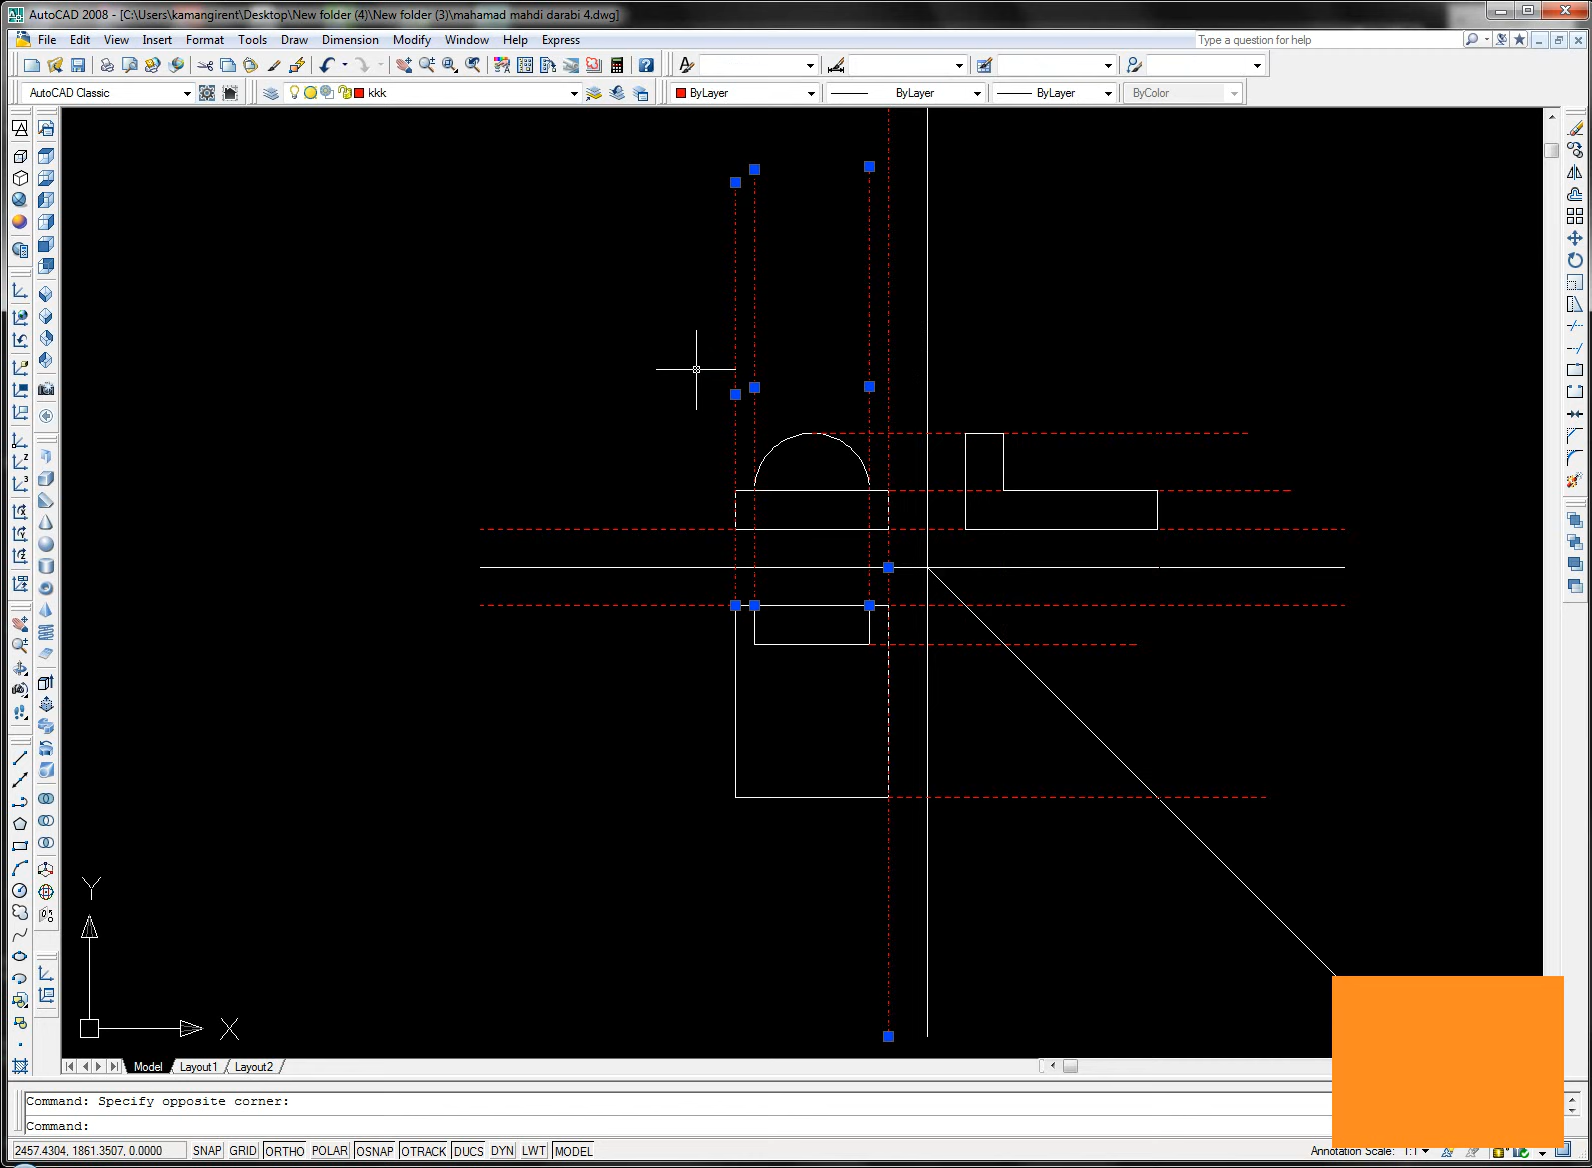 AutoCAD 2008 - [C:\Users\kamangirent\Desktop\New folder (4)\New folder (3)\mahamad mahdi darabi 4.dwg]
File Edit View Insert Format Tools Draw Dimension Modify Window Help Express
Type a question for help
AutoCAD Classic
kkk
ByLayer
ByLayer
ByLayer
ByColor
Y
X
Model Layout1 Layout2
Command: Specify opposite corner:
Command:
2457.4304, 1861.3507, 0.0000 SNAP GRID ORTHO POLAR OSNAP OTRACK DUCS DYN LWT MODEL
Annotation Scale: 1:1